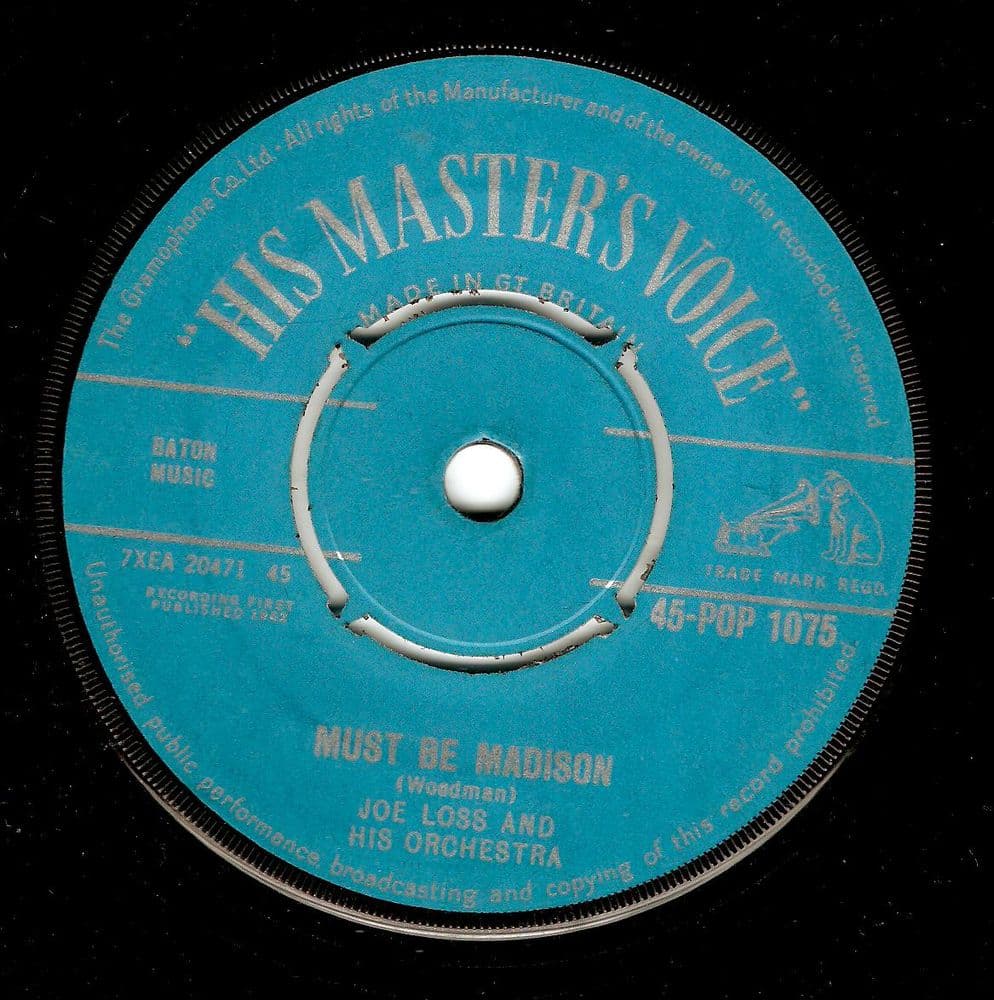 The Gramophone Co. Ltd · All rights of the Manufacturer and of the owner of the recorded work reserved
"HIS MASTER'S VOICE"
MADE IN GT. BRITAIN
BATON
MUSIC
7XEA 20471 45
RECORDING FIRST
PUBLISHED 1962
TRADE MARK REGD.
45-POP 1075
MUST BE MADISON
(Woodman)
JOE LOSS AND
HIS ORCHESTRA
Unauthorised public performance, broadcasting and copying of this record prohibited.